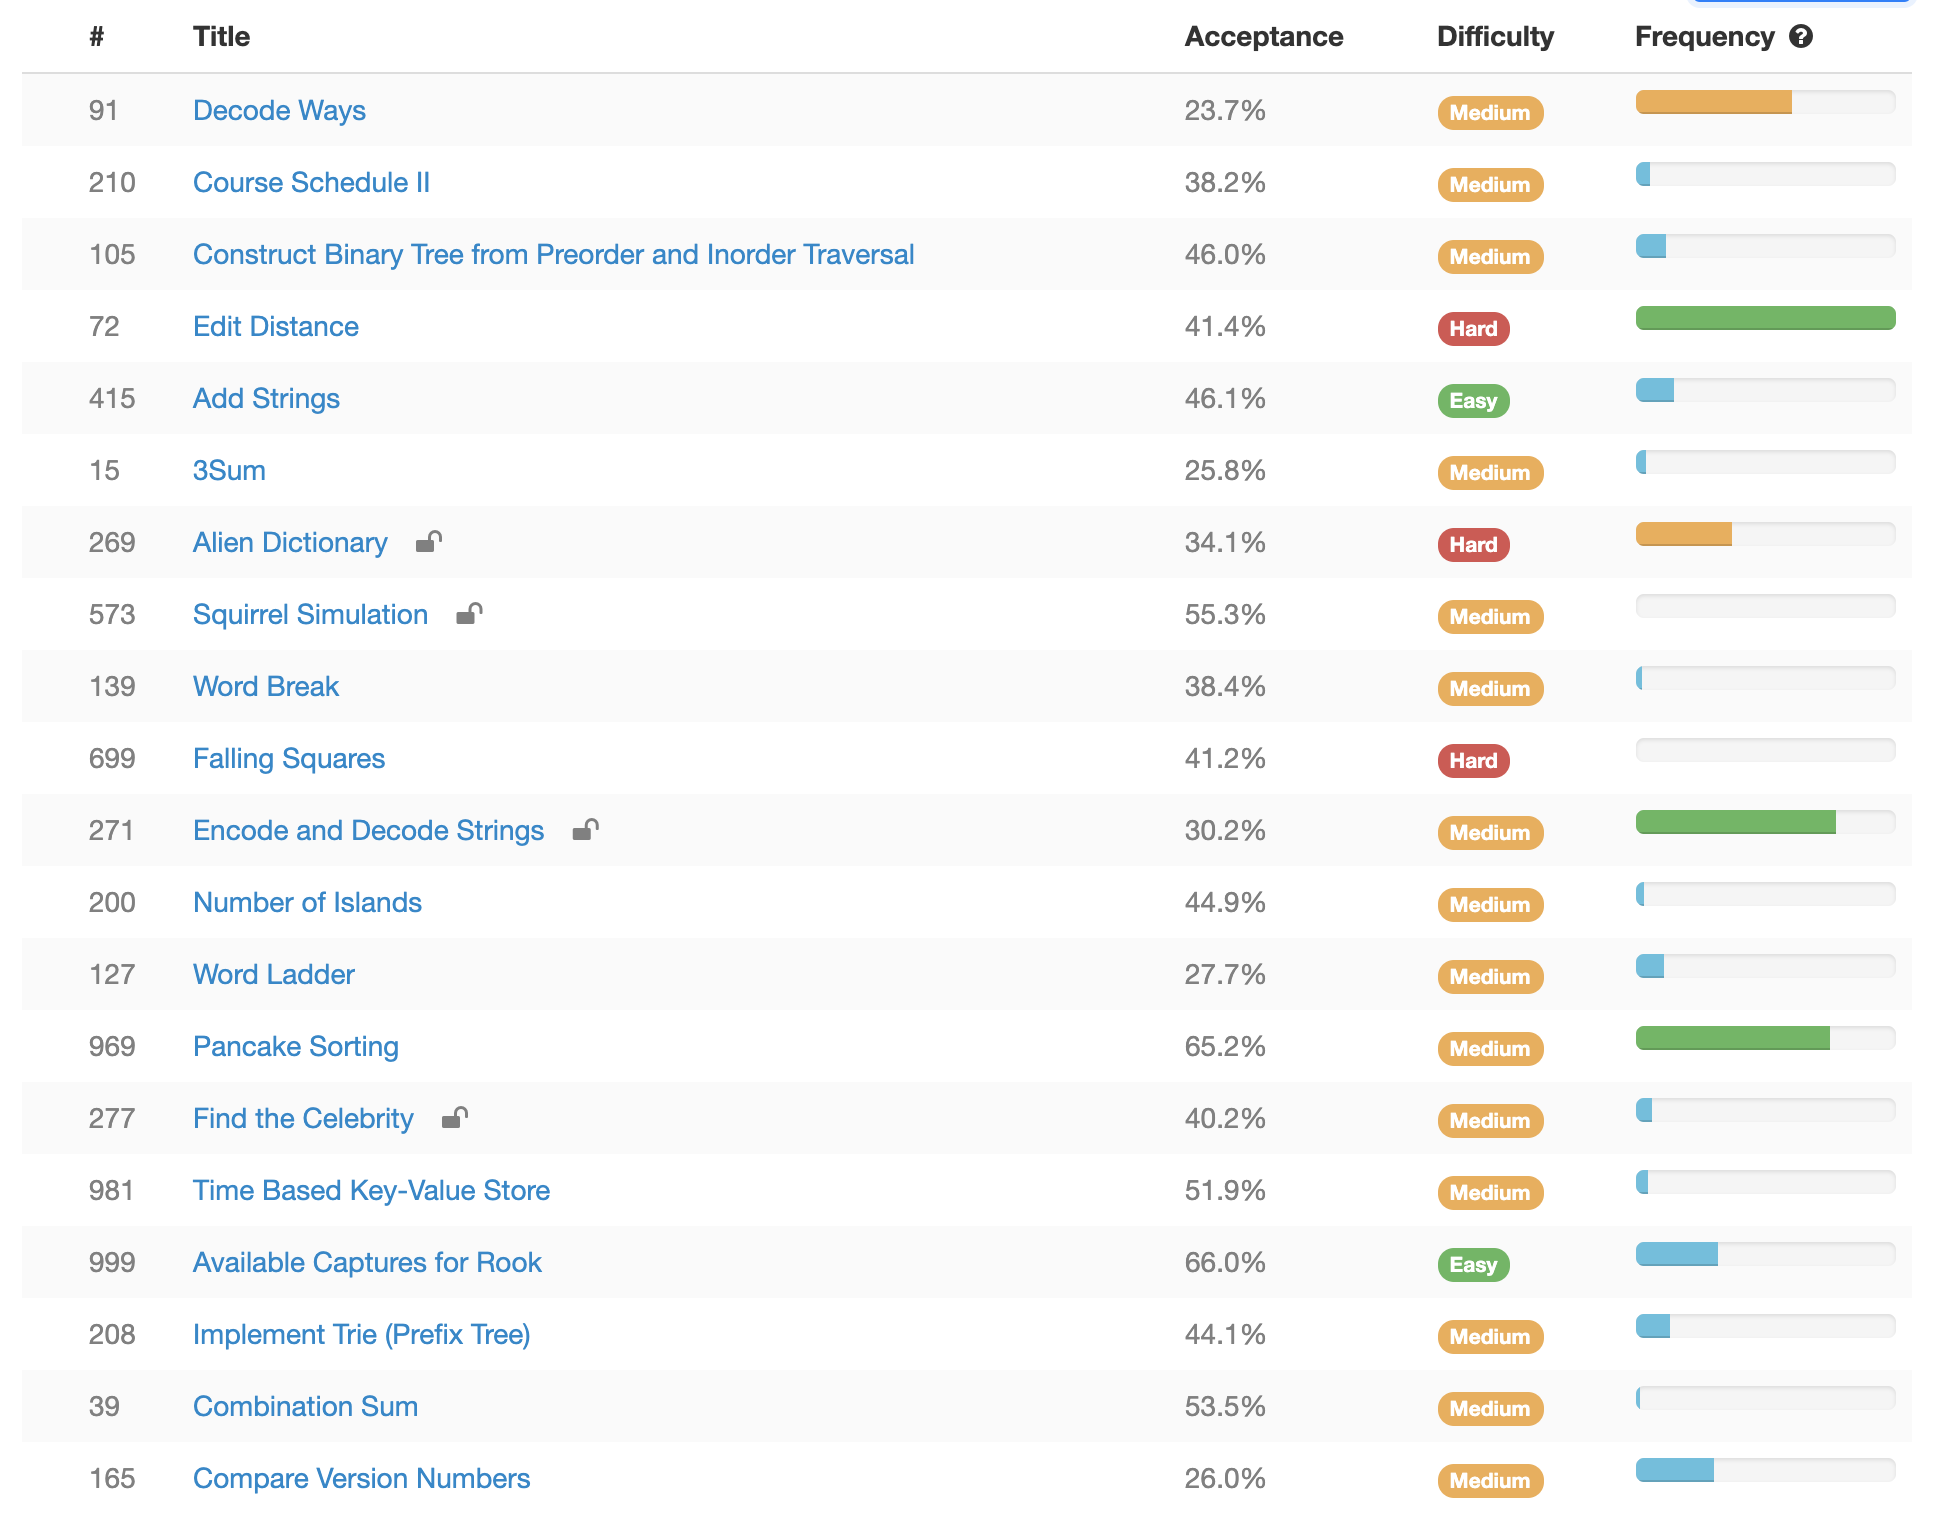 # Title Acceptance Difficulty Frequency ?
91 Decode Ways 23.7% Medium
210 Course Schedule II 38.2% Medium
105 Construct Binary Tree from Preorder and Inorder Traversal 46.0% Medium
72 Edit Distance 41.4% Hard
415 Add Strings 46.1% Easy
15 3Sum 25.8% Medium
269 Alien Dictionary 34.1% Hard
573 Squirrel Simulation 55.3% Medium
139 Word Break 38.4% Medium
699 Falling Squares 41.2% Hard
271 Encode and Decode Strings 30.2% Medium
200 Number of Islands 44.9% Medium
127 Word Ladder 27.7% Medium
969 Pancake Sorting 65.2% Medium
277 Find the Celebrity 40.2% Medium
981 Time Based Key-Value Store 51.9% Medium
999 Available Captures for Rook 66.0% Easy
208 Implement Trie (Prefix Tree) 44.1% Medium
39 Combination Sum 53.5% Medium
165 Compare Version Numbers 26.0% Medium